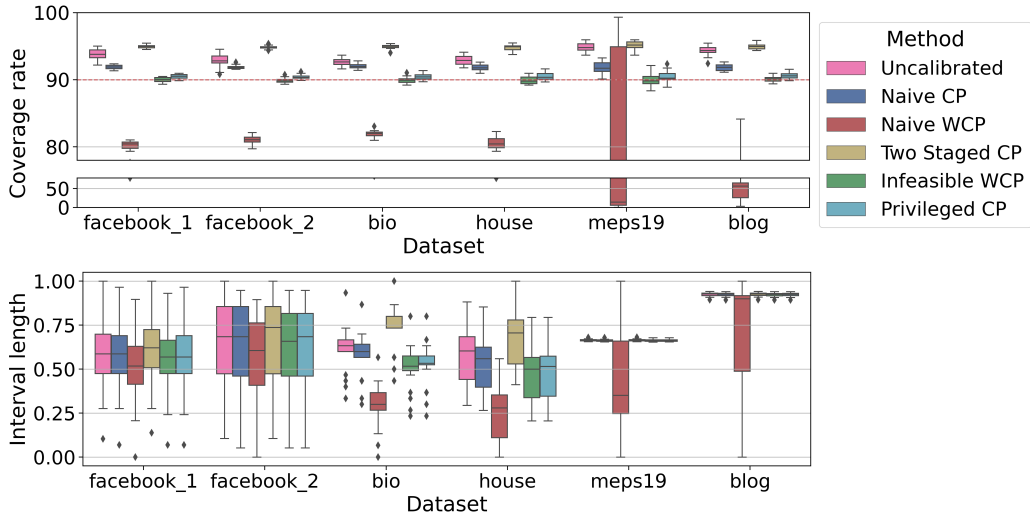 Coverage rate
95
90
80
50
0
facebook_1 facebook_2 bio house meps19 blog
Dataset
Method
Uncalibrated
Naive CP
Naive WCP
Two Staged CP
Infeasible WCP
Privileged CP
Interval length
1.00
0.75
0.50
0.25
0.00
facebook_1 facebook_2 bio house meps19 blog
Dataset